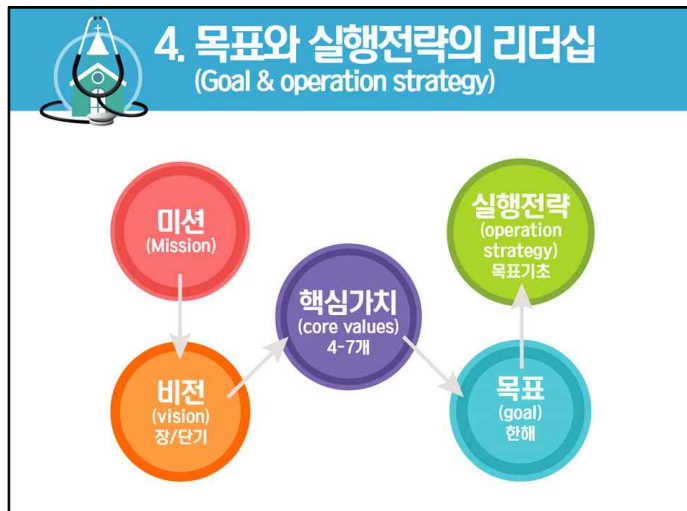 4. 목표와 실행전략의 리더십
(Goal & operation strategy)
미션
(Mission)
비전
(vision)
장/단기
핵심가치
(core values)
4-7개
목표
(goal)
한해
실행전략
(operation
strategy)
목표기초